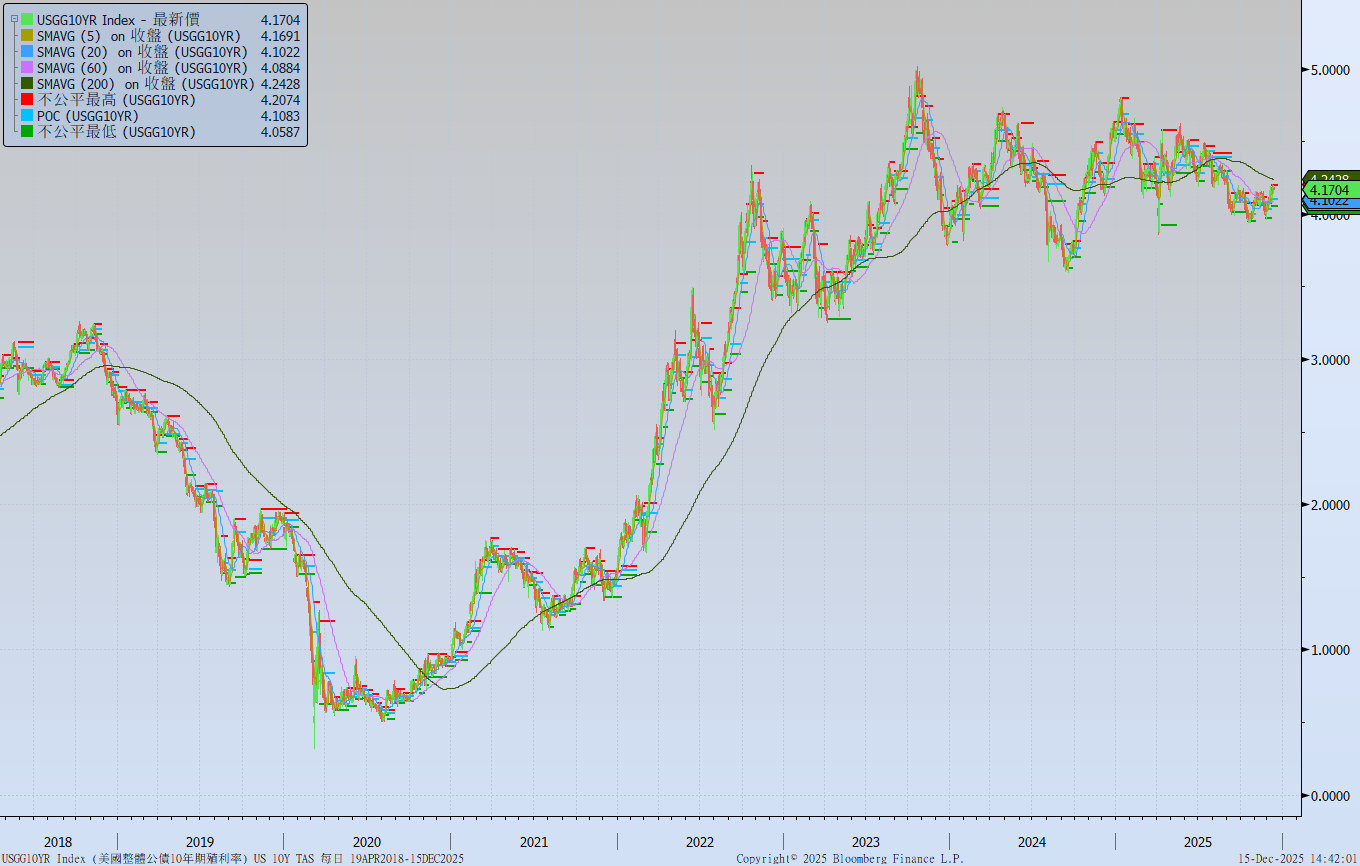 USGG10YR Index - 最新價 4.1704
SMAVG (5) on 收盤 (USGG10YR) 4.1691
SMAVG (20) on 收盤 (USGG10YR) 4.1022
SMAVG (60) on 收盤 (USGG10YR) 4.0884
SMAVG (200) on 收盤 (USGG10YR) 4.2428
不公平最高 (USGG10YR) 4.2074
POC (USGG10YR) 4.1083
不公平最低 (USGG10YR) 4.0587
5.0000
4.2428
4.1704
4.1022
4.0000
3.0000
2.0000
1.0000
0.0000
2018 2019 2020 2021 2022 2023 2024 2025
USGG10YR Index (美國整體公債10年期殖利率) US 10Y TAS 每日 19APR2018-15DEC2025 Copyright© 2025 Bloomberg Finance L.P. 15-Dec-2025 14:42:01